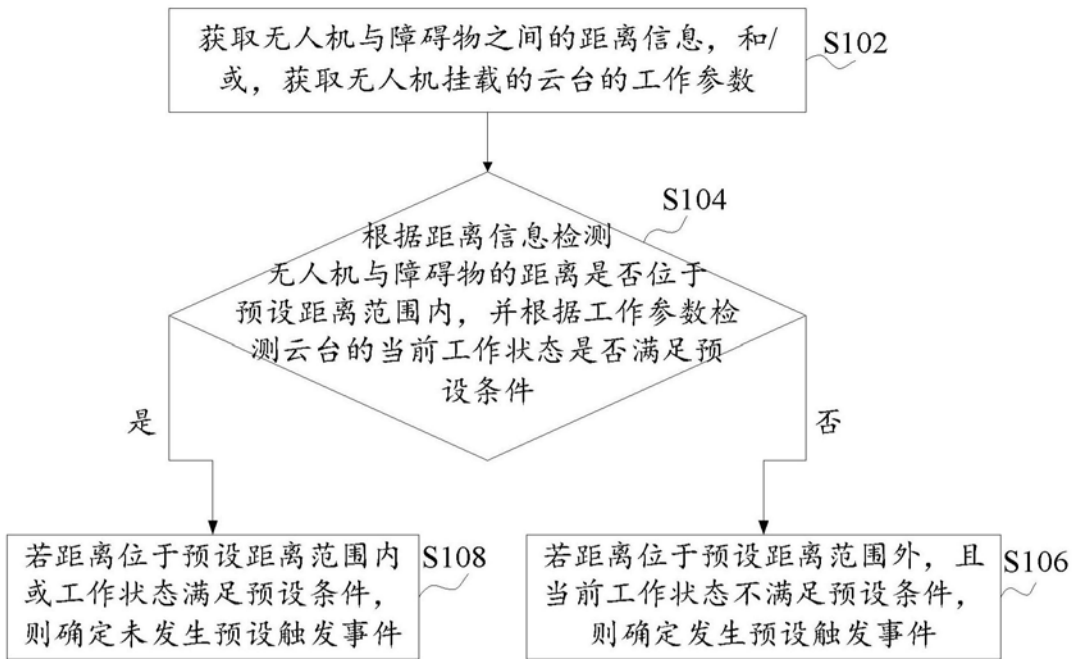 获取无人机与障碍物之间的距离信息，和/
或，获取无人机挂载的云台的工作参数
S102
S104
根据距离信息检测
无人机与障碍物的距离是否位于
预设距离范围内，并根据工作参数检
测云台的当前工作状态是否满足预
设条件
是
否
若距离位于预设距离范围内
或工作状态满足预设条件，
则确定未发生预设触发事件
S108
若距离位于预设距离范围外，且
当前工作状态不满足预设条件，
则确定发生预设触发事件
S106